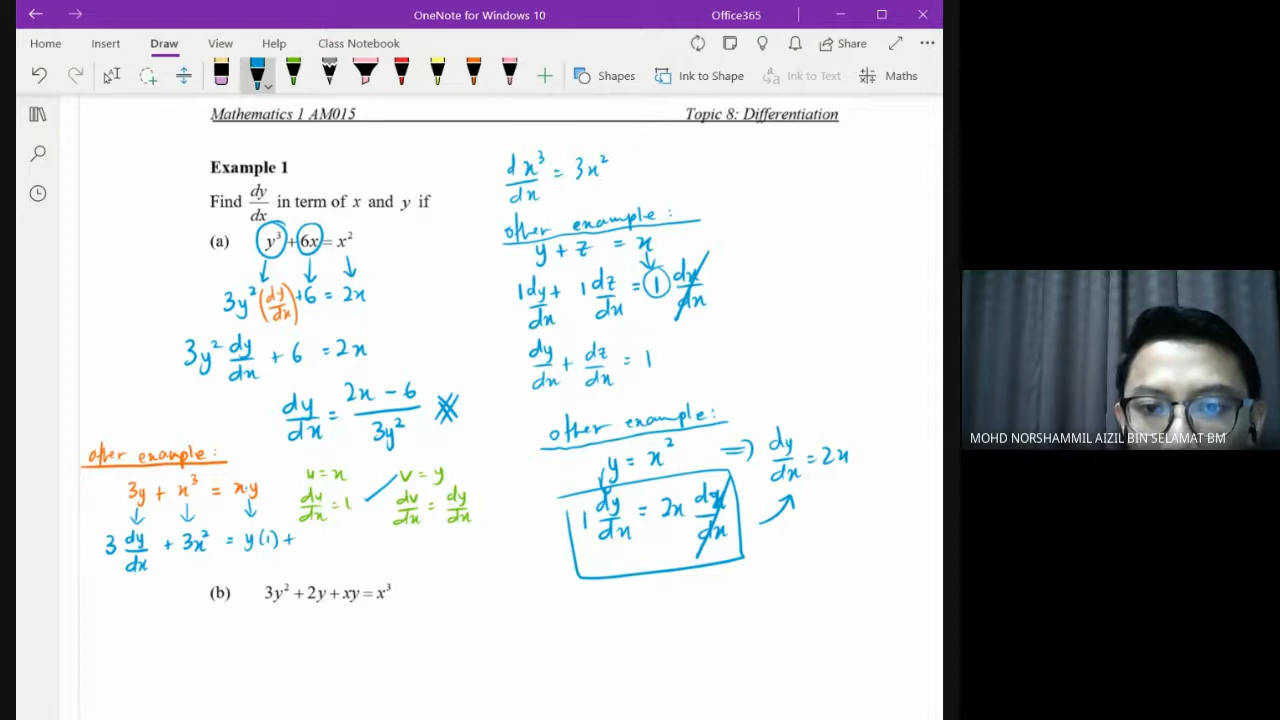 OneNote for Windows 10
Office365
Home Insert Draw View Help Class Notebook Share
Shapes Ink to Shape Ink to Text Maths
Mathematics 1 AM015 Topic 8: Differentiation
Example 1
Find dy/dx in term of x and y if
(a) y³ + 6x = x²
3y² (dy/dx) + 6 = 2x
3y² dy/dx + 6 = 2x
dy/dx = (2x - 6)/3y²
other example:
3y + x³ = x·y
3 dy/dx + 3x² = y(1) +
u = x v = y
du/dx = 1 dv/dx = dy/dx
(b) 3y² + 2y + xy = x³
dx³/dx = 3x²
other example:
y + z = x
1 dy/dx + 1 dz/dx = 1 dx/dx
dy/dx + dz/dx = 1
other example:
y = x² ⇒ dy/dx = 2x
1 dy/dx = 2x dx/dx
MOHD NORSHAMMIL AIZIL BIN SELAMAT BM